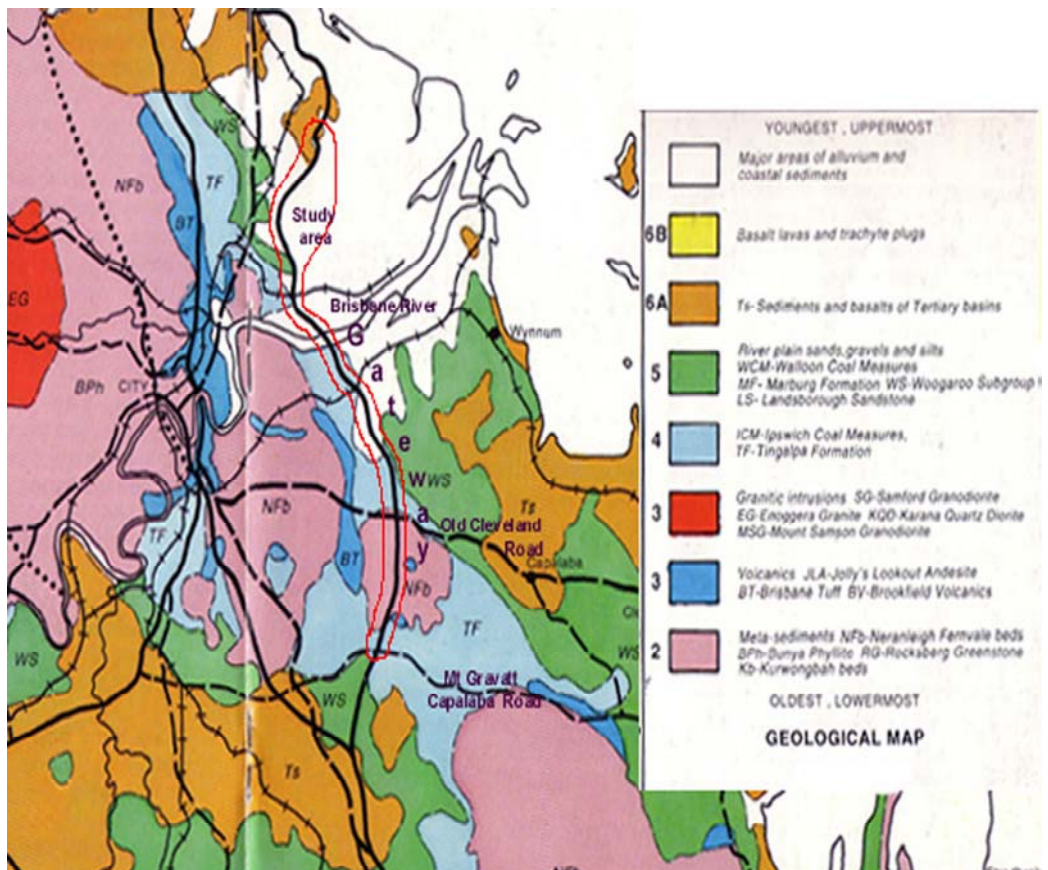 WS
NFb
TF
BT
Study
area
EG
Brisbane River
G
a
t
e
w
a
y
Wynnum
BPh
CITY
WS
NFb
Ts
Old Cleveland
Road
Capalaba
TF
BT
NFb
TF
WS
WS
WS
Mt Gravatt
Capalaba Road
Ts
YOUNGEST , UPPERMOST
Major areas of alluvium and
coastal sediments
6B
Basalt lavas and trachyte plugs
6A
Ts- Sediments and basalts of Tertiary basins
5
River plain sands, gravels and silts
WCM-Walloon Coal Measures
MF- Marburg Formation WS-Woogaroo Subgroup
LS- Landsborough Sandstone
4
ICM-Ipswich Coal Measures,
TF-Tingalpa Formation
3
Granitic intrusions SG-Samford Granodiorite
EG-Enoggera Granite KQD-Karana Quartz Diorite
MSG-Mount Samson Granodiorite
3
Volcanics JLA-Jolly's Lookout Andesite
BT-Brisbane Tuff BV-Brookfield Volcanics
2
Meta-sediments NFb-Neranleigh Fernvale beds
BPh-Bunya Phyllite RG-Rocksberg Greenstone
Kb-Kurwongbah beds
OLDEST , LOWERMOST
GEOLOGICAL MAP